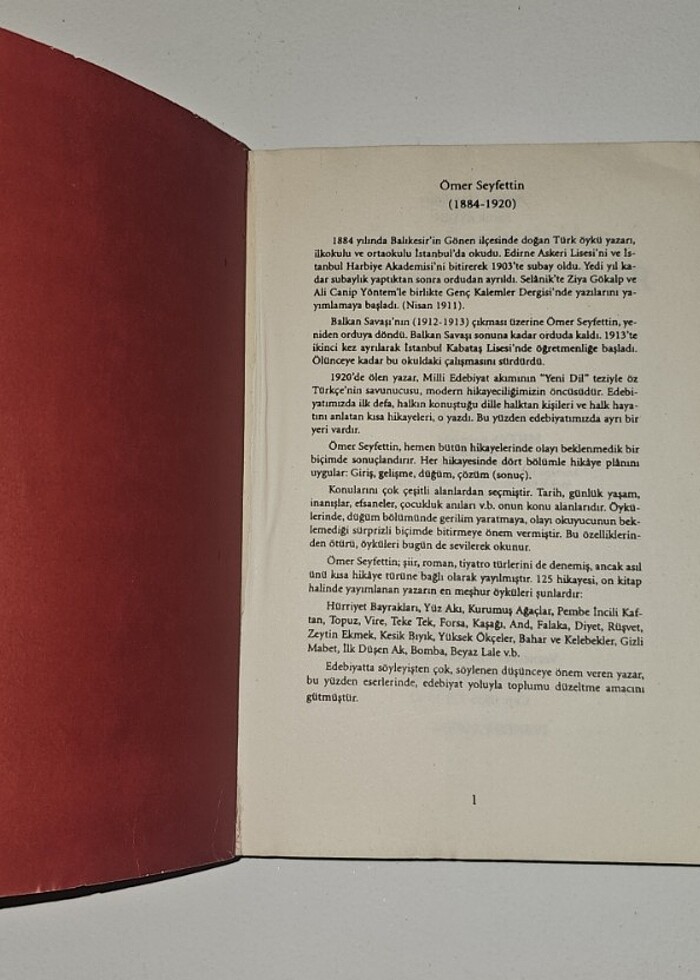 Ömer Seyfettin
(1884-1920)
1884 yılında Balıkesir'in Gönen ilçesinde doğan Türk öykü yazarı,
ilkokulu ve ortaokulu İstanbul'da okudu. Edirne Askeri Lisesi'ni ve İs-
tanbul Harbiye Akademisi'ni bitirerek 1903'te subay oldu. Yedi yıl ka-
dar subaylık yaptıktan sonra ordudan ayrıldı. Selânik'te Ziya Gökalp ve
Ali Canip Yöntem'le birlikte Genç Kalemler Dergisi'nde yazılarını ya-
yımlamaya başladı. (Nisan 1911).
Balkan Savaşı'nın (1912-1913) çıkması üzerine Ömer Seyfettin, ye-
niden orduya döndü. Balkan Savaşı sonuna kadar orduda kaldı. 1913'te
ikinci kez ayrılarak İstanbul Kabataş Lisesi'nde öğretmenliğe başladı.
Ölünceye kadar bu okuldaki çalışmasını sürdürdü.
1920'de ölen yazar, Milli Edebiyat akımının "Yeni Dil" teziyle öz
Türkçe'nin savunucusu, modern hikayeciliğimizin öncüsüdür. Edebi-
yatımızda ilk defa, halkın konuştuğu dille halktan kişileri ve halk haya-
tını anlatan kısa hikayeleri, o yazdı. Bu yüzden edebiyatımızda ayrı bir
yeri vardır.
Ömer Seyfettin, hemen bütün hikayelerinde olayı beklenmedik bir
biçimde sonuçlandırır. Her hikayesinde dört bölümle hikâye plânını
uygular: Giriş, gelişme, düğüm, çözüm (sonuç).
Konularını çok çeşitli alanlardan seçmiştir. Tarih, günlük yaşam,
inanışlar, efsaneler, çocukluk anıları v.b. onun konu alanlarıdır. Öykü-
lerinde, düğüm bölümünde gerilim yaratmaya, olayı okuyucunun bek-
lemediği sürprizli biçimde bitirmeye önem vermiştir. Bu özelliklerin-
den ötürü, öyküleri bugün de sevilerek okunur.
Ömer Seyfettin; şiir, roman, tiyatro türlerini de denemiş, ancak asıl
ünü kısa hikâye türüne bağlı olarak yayılmıştır. 125 hikayesi, on kitap
halinde yayımlanan yazarın en meşhur öyküleri şunlardır:
Hürriyet Bayrakları, Yüz Akı, Kurumuş Ağaçlar, Pembe İncili Kaf-
tan, Topuz, Vire, Teke Tek, Forsa, Kaşağı, And, Falaka, Diyet, Rüşvet,
Zeytin Ekmek, Kesik Bıyık, Yüksek Ökçeler, Bahar ve Kelebekler, Gizli
Mabet, İlk Düşen Ak, Bomba, Beyaz Lale v.b.
Edebiyatta söyleyişten çok, söylenen düşünceye önem veren yazar,
bu yüzden eserlerinde, edebiyat yoluyla toplumu düzeltme amacını
gütmüştür.
1